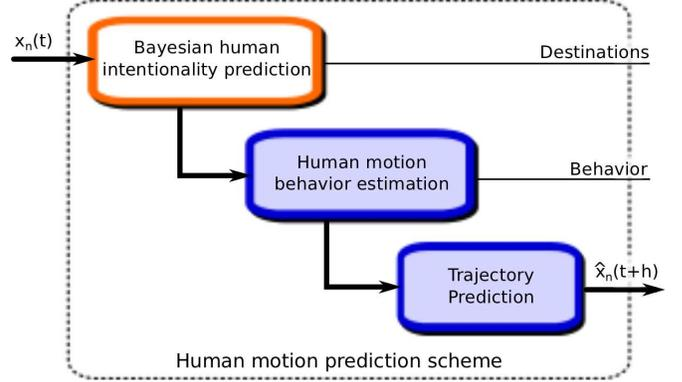 xₙ(t)
Bayesian human
intentionality prediction
Destinations
Human motion
behavior estimation
Behavior
Trajectory
Prediction
x̂ₙ(t+h)
Human motion prediction scheme